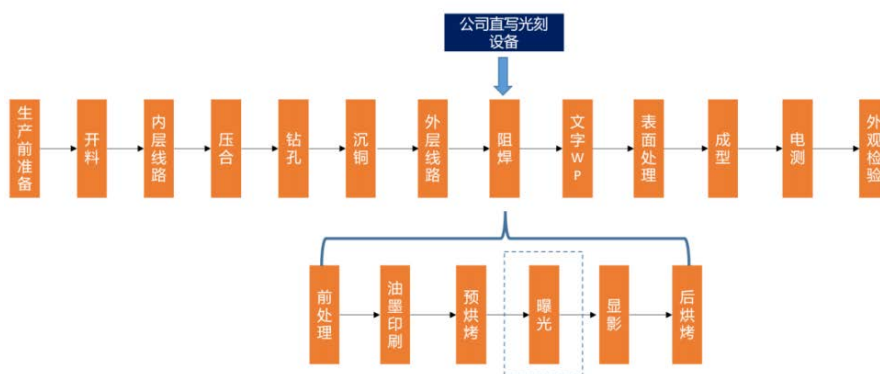 公司直写光刻
设备
生产前准备
开料
内层线路
压合
钻孔
沉铜
外层线路
阻焊
文字WP
表面处理
成型
电测
外观检验
前处理
油墨印刷
预烘烤
曝光
显影
后烘烤